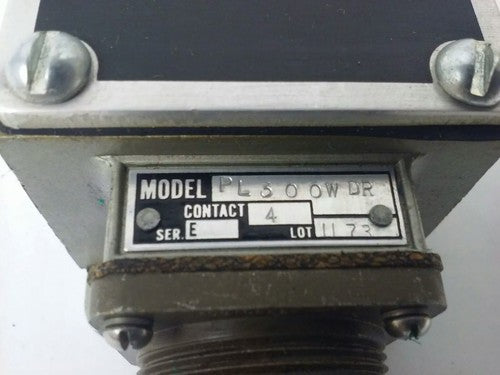 MODEL PL500WDR
CONTACT 4
SER. E LOT 1173